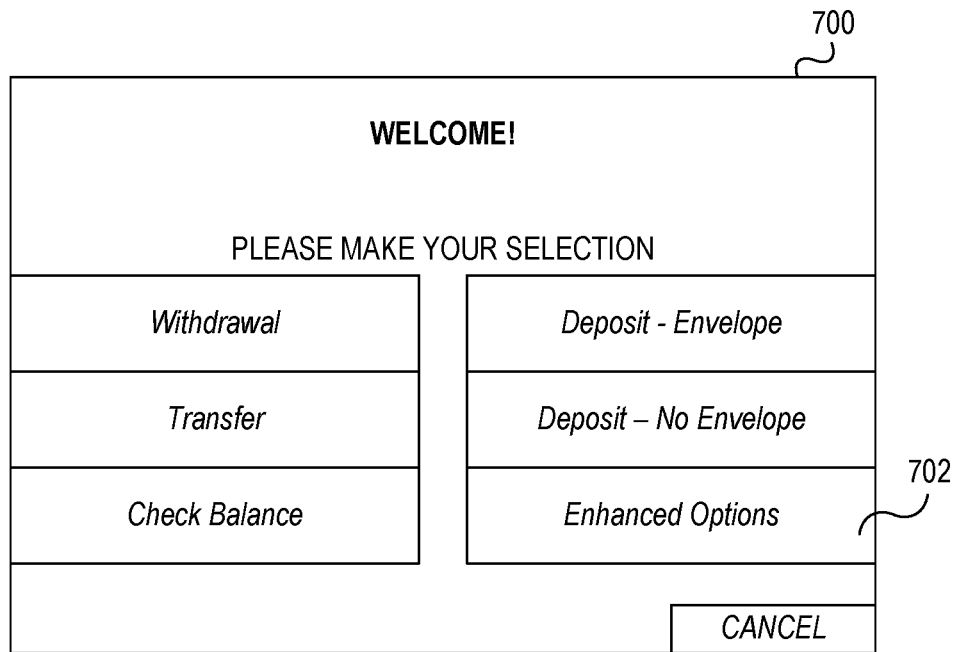 700
WELCOME!
PLEASE MAKE YOUR SELECTION
Withdrawal
Deposit - Envelope
Transfer
Deposit – No Envelope
Check Balance
Enhanced Options
702
CANCEL